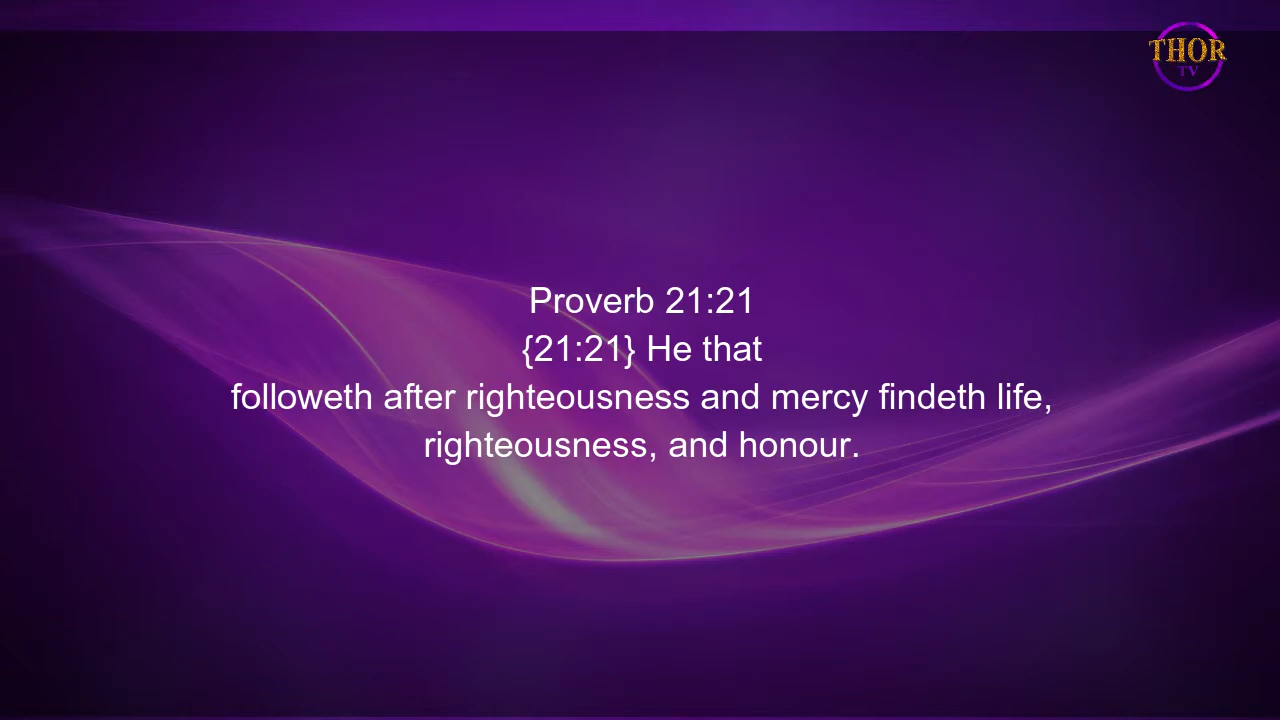 THOR
TV
Proverb 21:21
{21:21} He that
followeth after righteousness and mercy findeth life,
righteousness, and honour.